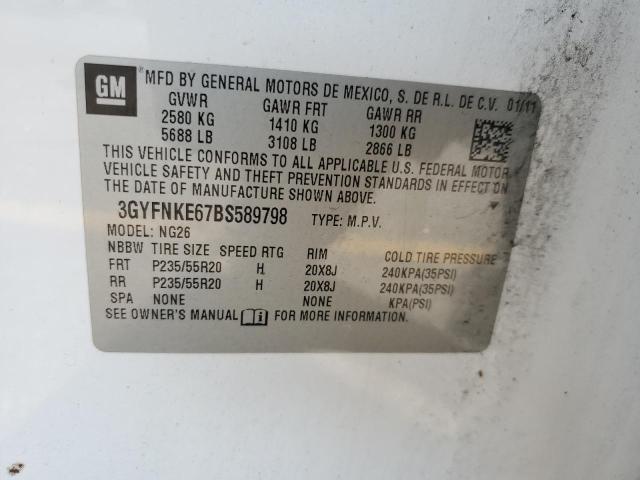 GM
MFD BY GENERAL MOTORS DE MEXICO, S. DE R.L. DE C.V. 01/11
GVWR GAWR FRT GAWR RR
2580 KG 1410 KG 1300 KG
5688 LB 3108 LB 2866 LB
THIS VEHICLE CONFORMS TO ALL APPLICABLE U.S. FEDERAL MOTOR
VEHICLE SAFETY AND THEFT PREVENTION STANDARDS IN EFFECT ON
THE DATE OF MANUFACTURE SHOWN ABOVE.
3GYFNKE67BS589798 TYPE: M.P.V.
MODEL: NG26
NBBW TIRE SIZE SPEED RTG RIM COLD TIRE PRESSURE
FRT P235/55R20 H 20X8J 240KPA(35PSI)
RR P235/55R20 H 20X8J 240KPA(35PSI)
SPA NONE NONE KPA(PSI)
SEE OWNER'S MANUAL FOR MORE INFORMATION.